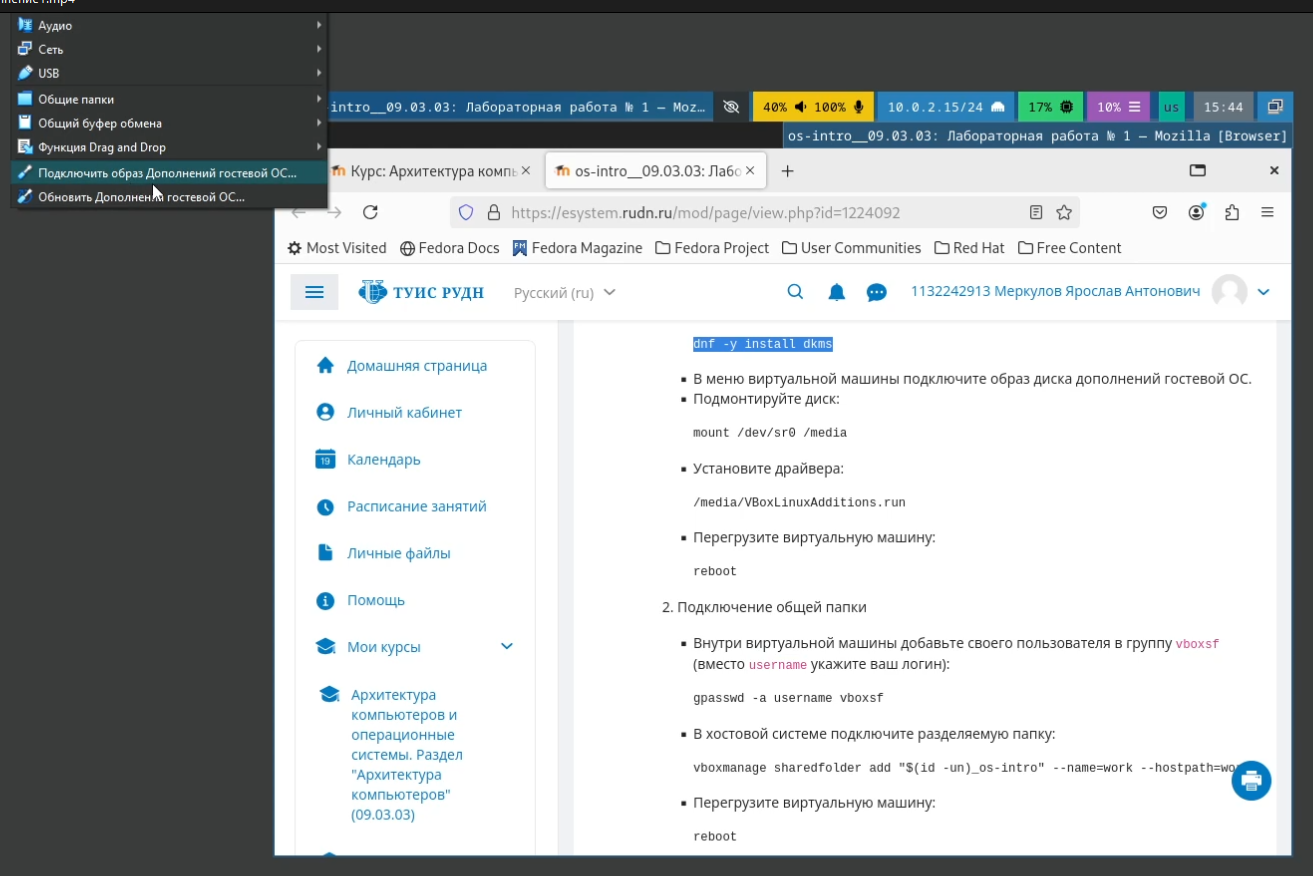 Аудио
Сеть
USB
Общие папки
Общий буфер обмена
Функция Drag and Drop
Подключить образ Дополнений гостевой ОС...
Обновить Дополнений гостевой ОС...
intro__09.03.03: Лабораторная работа № 1 — Moz…
40% 100%
10.0.2.15/24
17%
10%
us
15:44
os-intro__09.03.03: Лабораторная работа № 1 — Mozilla [Browser]
Курс: Архитектура комп
os-intro__09.03.03: Лабо
https://esystem.rudn.ru/mod/page/view.php?id=1224092
Most Visited
Fedora Docs
Fedora Magazine
Fedora Project
User Communities
Red Hat
Free Content
ТУИС РУДН
Русский (ru)
1132242913 Меркулов Ярослав Антонович
Домашняя страница
Личный кабинет
19
Календарь
Расписание занятий
Личные файлы
Помощь
Мои курсы
Архитектура
компьютеров и
операционные
системы. Раздел
"Архитектура
компьютеров"
(09.03.03)
dnf -y install dkms
▪ В меню виртуальной машины подключите образ диска дополнений гостевой ОС.
▪ Подмонтируйте диск:
mount /dev/sr0 /media
▪ Установите драйвера:
/media/VBoxLinuxAdditions.run
▪ Перегрузите виртуальную машину:
reboot
2. Подключение общей папки
▪ Внутри виртуальной машины добавьте своего пользователя в группу vboxsf
(вместо username укажите ваш логин):
gpasswd -a username vboxsf
▪ В хостовой системе подключите разделяемую папку:
vboxmanage sharedfolder add "$(id -un)_os-intro" --name=work --hostpath=wo
▪ Перегрузите виртуальную машину:
reboot